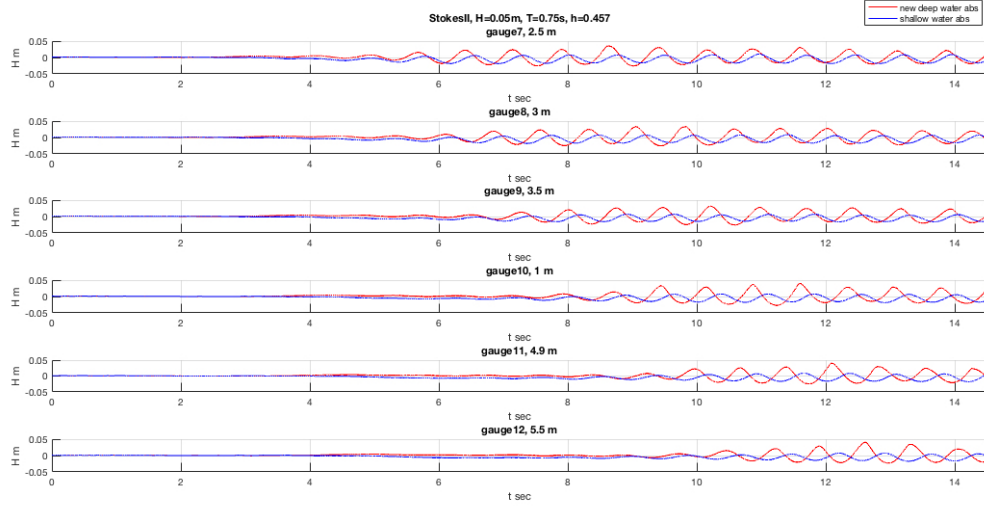 StokesII, H=0.05m, T=0.75s, h=0.457
new deep water abs
shallow water abs
gauge7, 2.5 m
H m
0.05
0
-0.05
0 2 4 6 8 10 12 14
t sec
gauge8, 3 m
H m
0.05
0
-0.05
0 2 4 6 8 10 12 14
t sec
gauge9, 3.5 m
H m
0.05
0
-0.05
0 2 4 6 8 10 12 14
t sec
gauge10, 1 m
H m
0.05
0
-0.05
0 2 4 6 8 10 12 14
t sec
gauge11, 4.9 m
H m
0.05
0
-0.05
0 2 4 6 8 10 12 14
t sec
gauge12, 5.5 m
H m
0.05
0
-0.05
0 2 4 6 8 10 12 14
t sec